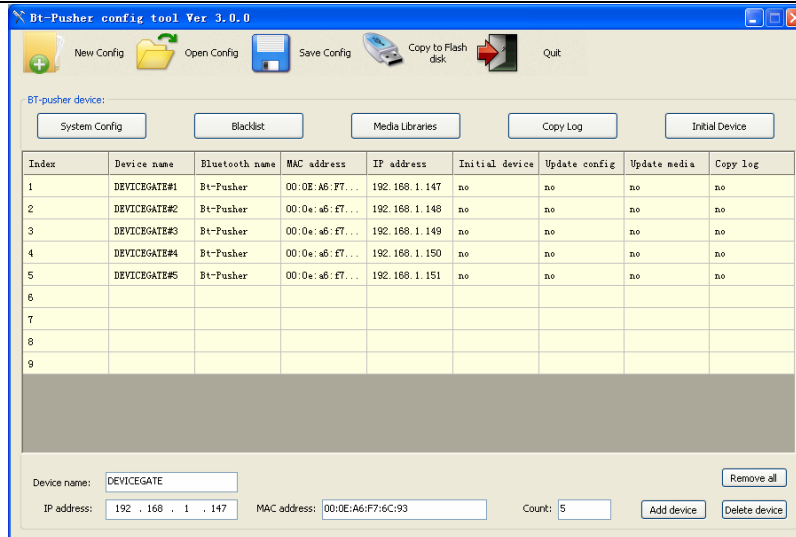 Bt-Pusher config tool Ver 3.0.0
New Config Open Config Save Config Copy to Flash disk Quit
BT-pusher device:
System Config Blacklist Media Libraries Copy Log Initial Device
Index Device name Bluetooth name MAC address IP address Initial device Update config Update media Copy log
1 DEVICEGATE#1 Bt-Pusher 00:0E:A6:F7... 192.168.1.147 no no no no
2 DEVICEGATE#2 Bt-Pusher 00:0e:a6:f7... 192.168.1.148 no no no no
3 DEVICEGATE#3 Bt-Pusher 00:0e:a6:f7... 192.168.1.149 no no no no
4 DEVICEGATE#4 Bt-Pusher 00:0e:a6:f7... 192.168.1.150 no no no no
5 DEVICEGATE#5 Bt-Pusher 00:0e:a6:f7... 192.168.1.151 no no no no
6
7
8
9
Device name: DEVICEGATE Remove all
IP address: 192 . 168 . 1 . 147 MAC address: 00:0E:A6:F7:6C:93 Count: 5 Add device Delete device